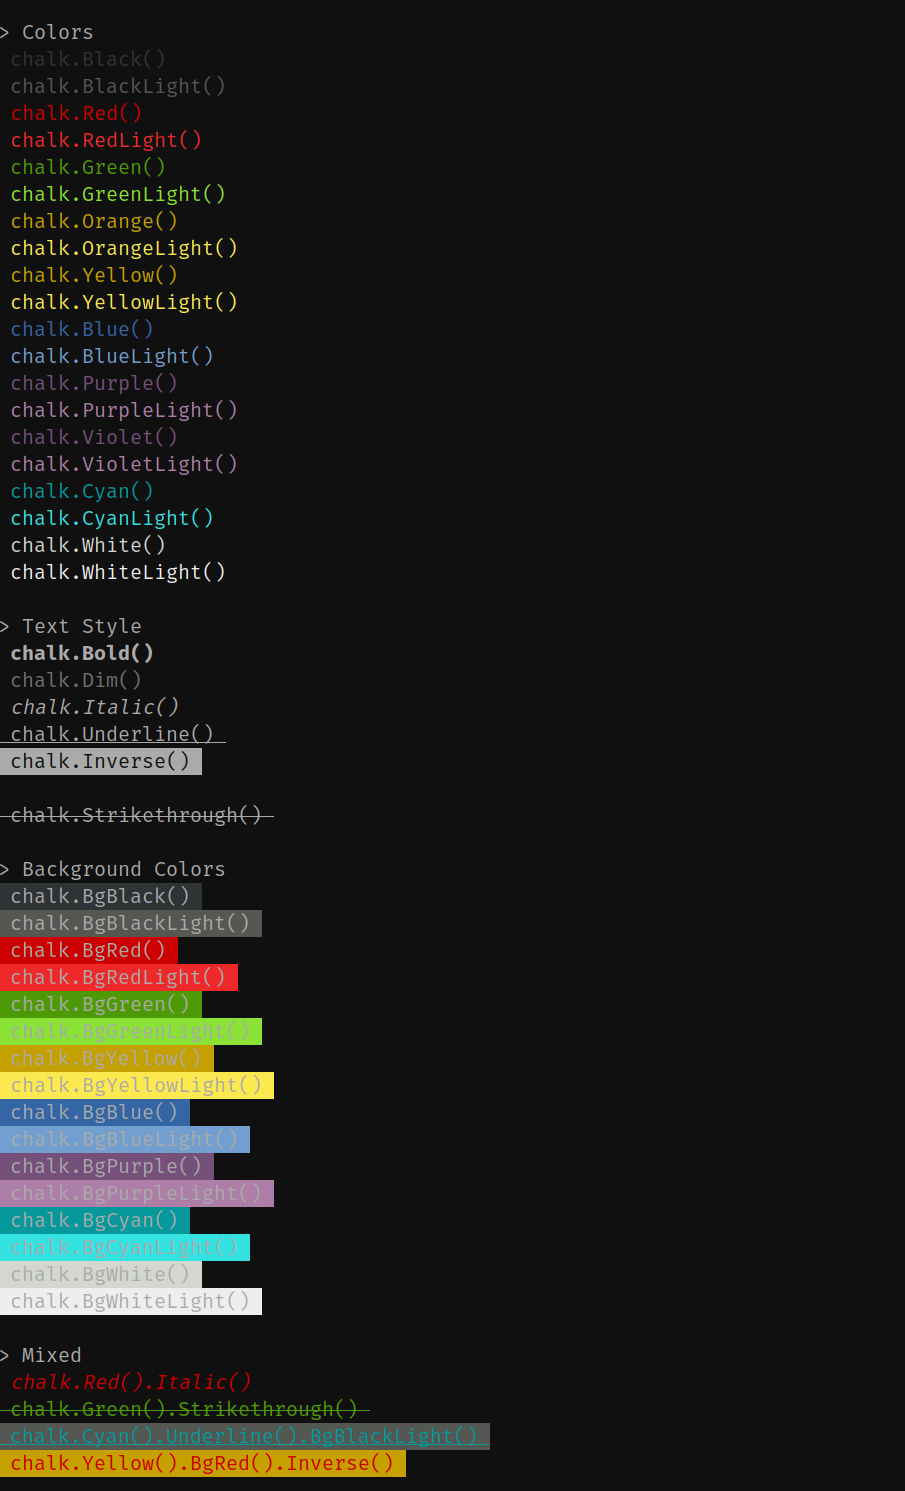 > Colors
chalk.Black()
chalk.BlackLight()
chalk.Red()
chalk.RedLight()
chalk.Green()
chalk.GreenLight()
chalk.Orange()
chalk.OrangeLight()
chalk.Yellow()
chalk.YellowLight()
chalk.Blue()
chalk.BlueLight()
chalk.Purple()
chalk.PurpleLight()
chalk.Violet()
chalk.VioletLight()
chalk.Cyan()
chalk.CyanLight()
chalk.White()
chalk.WhiteLight()
> Text Style
chalk.Bold()
chalk.Dim()
chalk.Italic()
chalk.Underline()
chalk.Inverse()
chalk.Strikethrough()
> Background Colors
chalk.BgBlack()
chalk.BgBlackLight()
chalk.BgRed()
chalk.BgRedLight()
chalk.BgGreen()
chalk.BgGreenLight()
chalk.BgYellow()
chalk.BgYellowLight()
chalk.BgBlue()
chalk.BgBlueLight()
chalk.BgPurple()
chalk.BgPurpleLight()
chalk.BgCyan()
chalk.BgCyanLight()
chalk.BgWhite()
chalk.BgWhiteLight()
> Mixed
chalk.Red().Italic()
chalk.Green().Strikethrough()
chalk.Cyan().Underline().BgBlackLight()
chalk.Yellow().BgRed().Inverse()